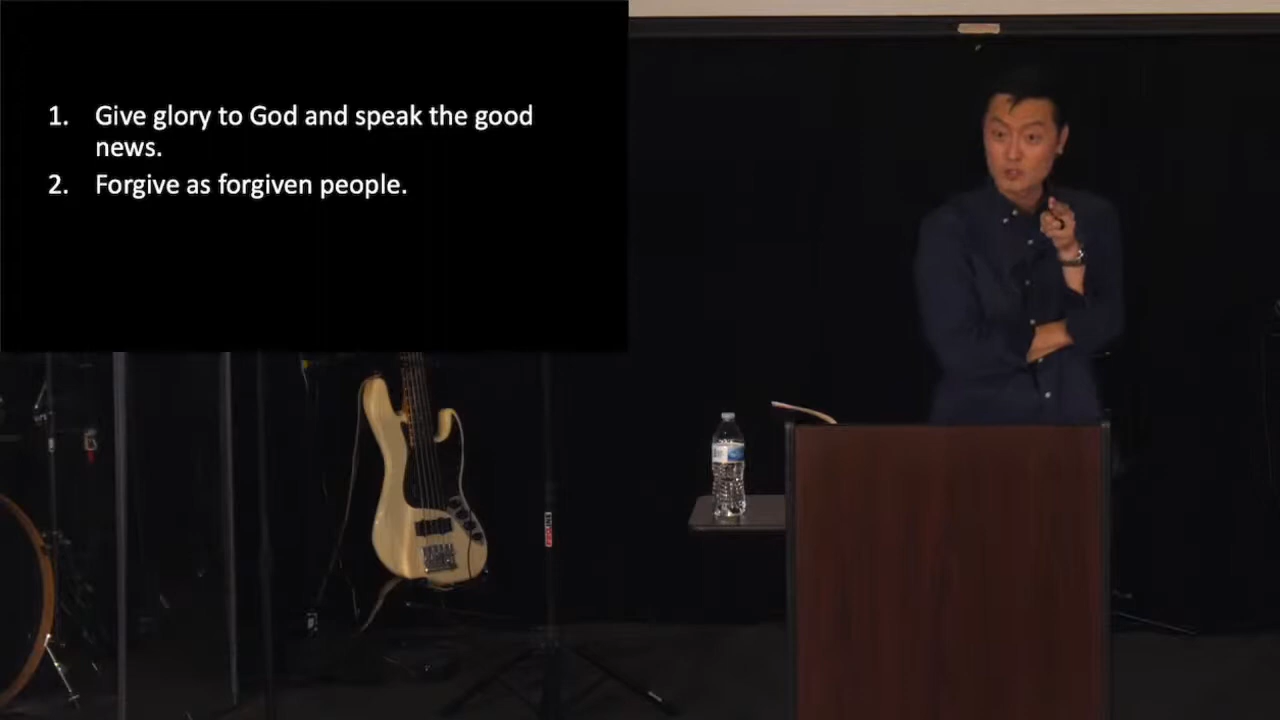 1. Give glory to God and speak the good
news.
2. Forgive as forgiven people.